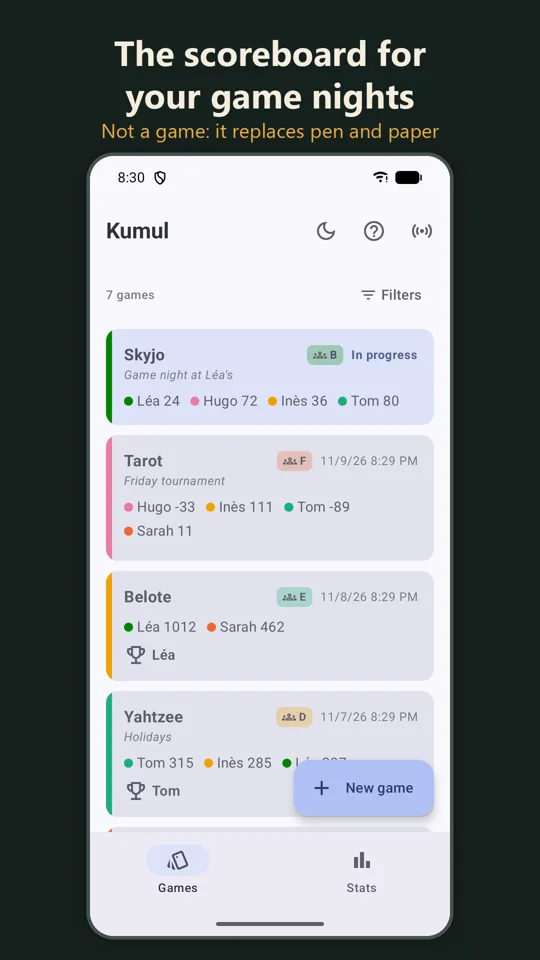 The scoreboard for
your game nights
Not a game: it replaces pen and paper
8:30
Kumul
7 games
Filters
Skyjo
B
In progress
Game night at Léa's
Léa 24 Hugo 72 Inès 36 Tom 80
Tarot
F
11/9/26 8:29 PM
Friday tournament
Hugo -33 Inès 111 Tom -89
Sarah 11
Belote
E
11/8/26 8:29 PM
Léa 1012 Sarah 462
Léa
Yahtzee
D
11/7/26 8:29 PM
Holidays
Tom 315 Inès 285
Tom
New game
Games
Stats